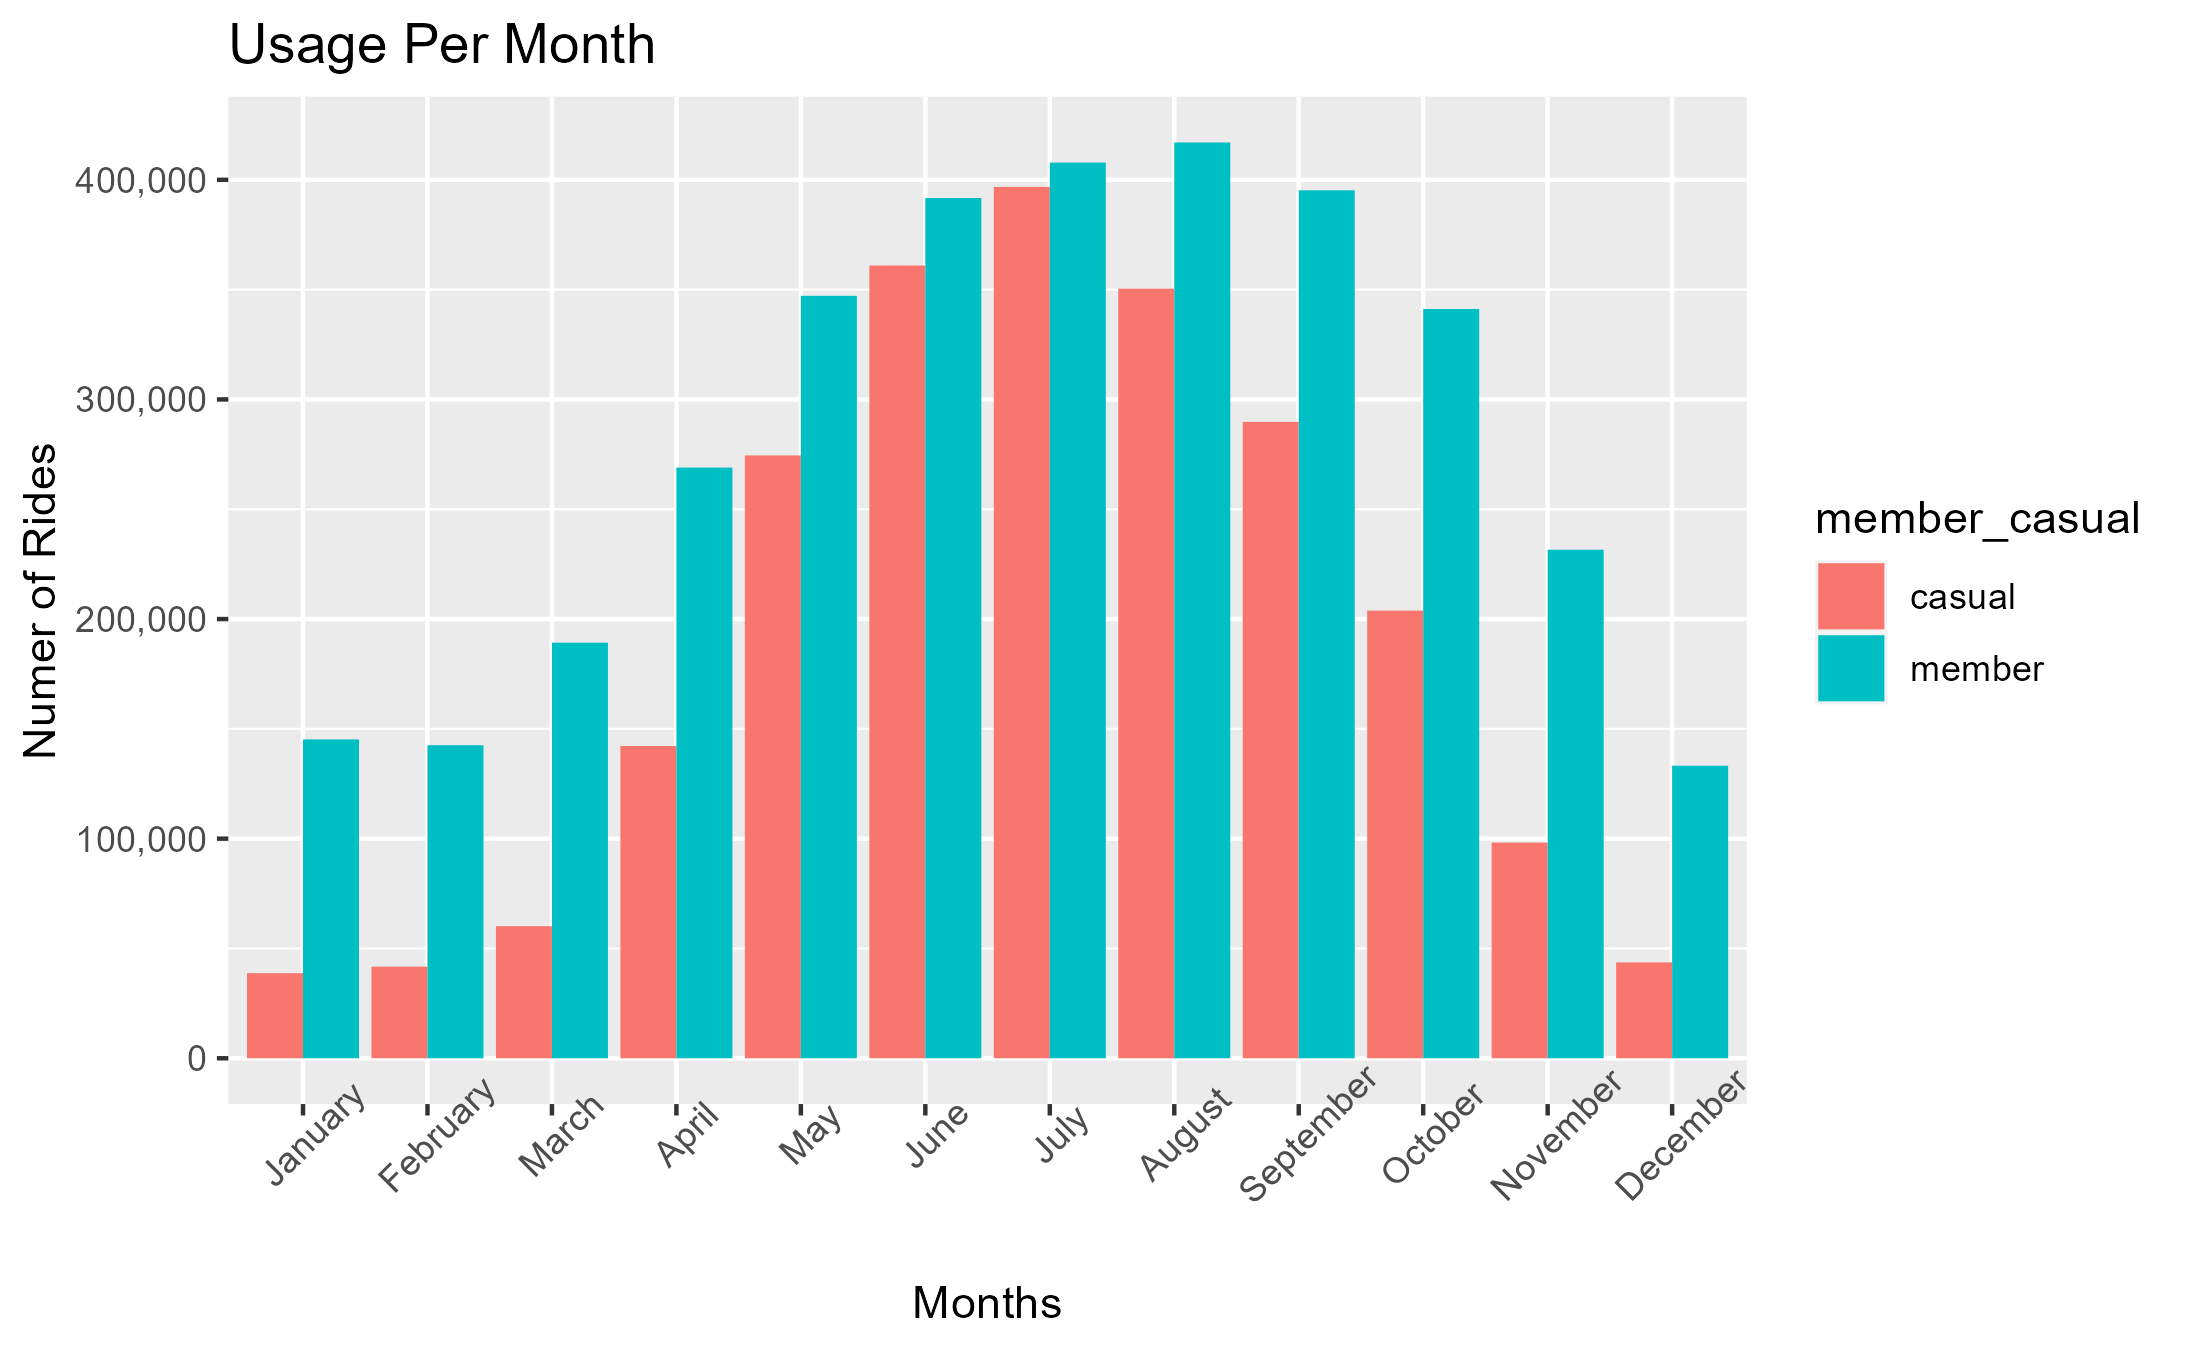 Usage Per Month
Numer of Rides
400,000
300,000
200,000
100,000
0
January
February
March
April
May
June
July
August
September
October
November
December
Months
member_casual
casual
member